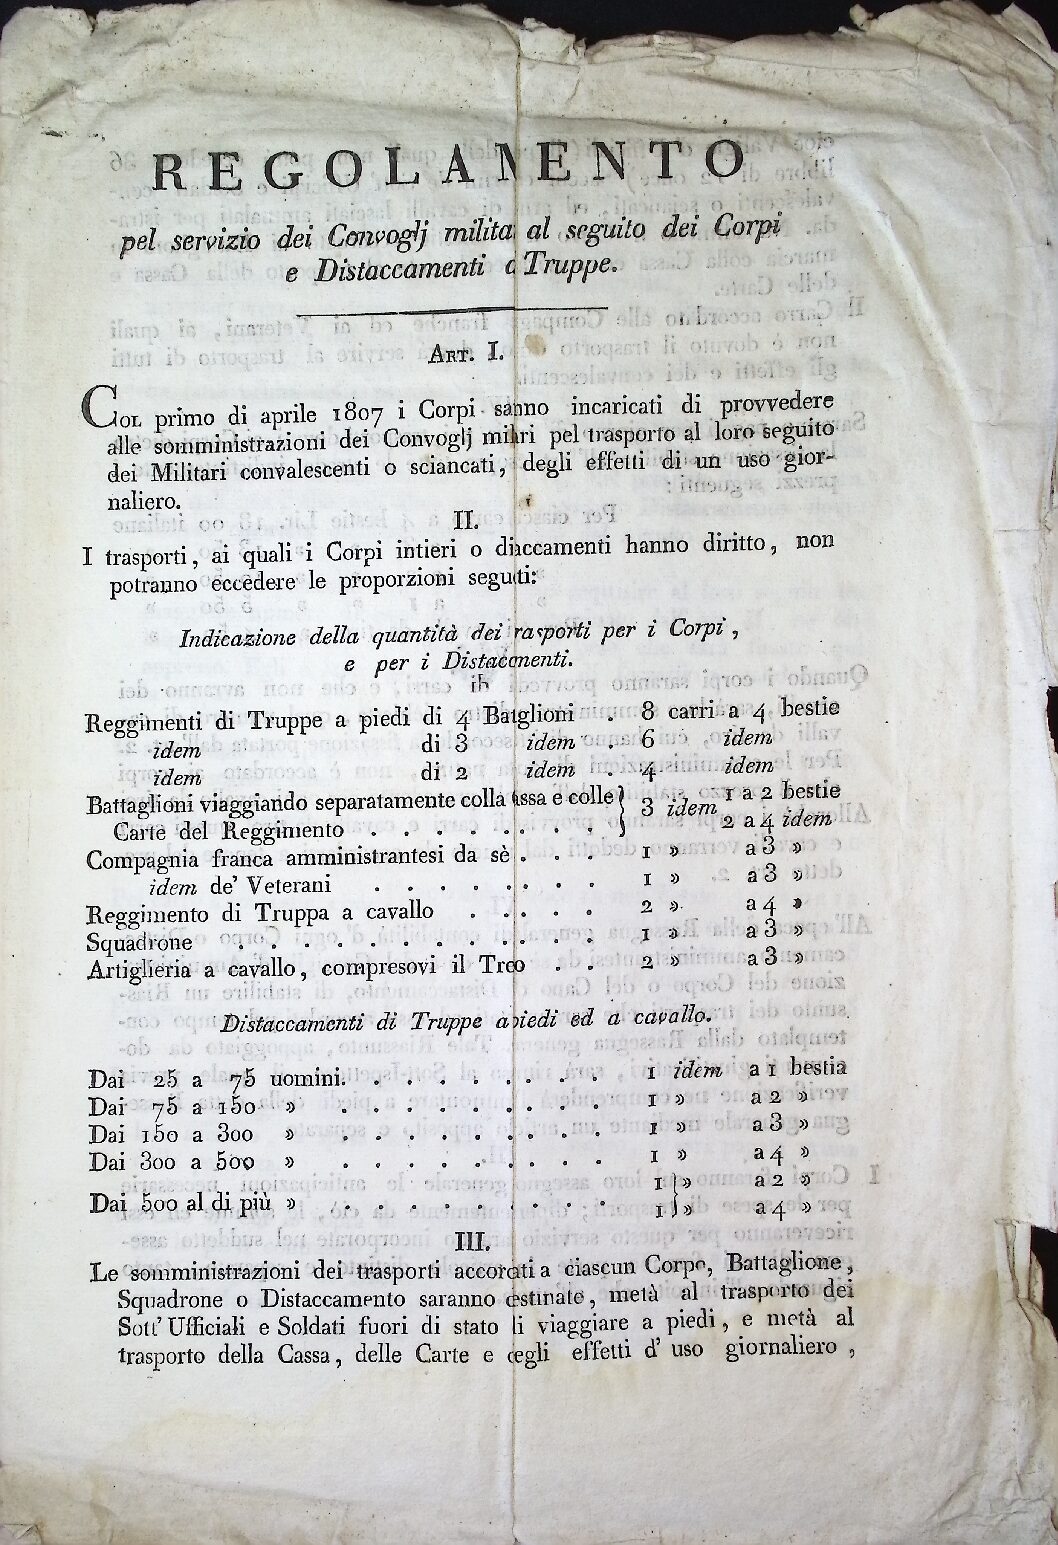 REGOLAMENTO
pel servizio dei Convoglj milita al seguito dei Corpi
e Distaccamenti d Truppe.
ART. I.
COL primo di aprile 1807 i Corpi sanno incaricati di provvedere
alle somministrazioni dei Convoglj miliri pel trasporto al loro seguito
dei Militari convalescenti o sciancati, degli effetti di un uso gior-
naliero.
II.
I trasporti, ai quali i Corpi intieri o diaccamenti hanno diritto, non
potranno eccedere le proporzioni seguti:
Indicazione della quantità dei rasporti per i Corpi,
e per i Distacamenti.
Reggimenti di Truppe a piedi di 4 Batglioni . 8 carri a 4 bestie
idem di 3 idem . 6 idem
idem di 2 idem . 4 idem
Battaglioni viaggiando separatamente colla assa e colle } 3 idem 1 a 2 bestie
Carte del Reggimento . . . . . . . . } 2 a 4 idem
Compagnia franca amministrantesi da sè . . . 1 » a 3 »
idem de' Veterani . . . . . . . 1 » a 3 »
Reggimento di Truppa a cavallo . . . . . 2 » a 4 »
Squadrone . . . . . . . . . . . 1 » a 3 »
Artiglieria a cavallo, compresovi il Treo . . 2 » a 3 »
Distaccamenti di Truppe a piedi ed a cavallo.
Dai 25 a 75 uomini. . . . . . . . . 1 idem a 1 bestia
Dai 75 a 150 » . . . . . . . . . 1 » a 2 »
Dai 150 a 300 » . . . . . . . . . 1 » a 3 »
Dai 300 a 500 » . . . . . . . . . 1 » a 4 »
1 } » a 2 »
Dai 500 al di più » . . . . . . . . . 1 } » a 4 »
III.
Le somministrazioni dei trasporti accorati a ciascun Corpo, Battaglione,
Squadrone o Distaccamento saranno estinate, metà al trasporto dei
Sott' Ufficiali e Soldati fuori di stato di viaggiare a piedi, e metà al
trasporto della Cassa, delle Carte e degli effetti d' uso giornaliero,